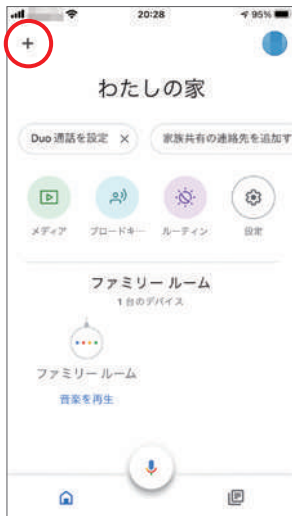 20:28
95%
+
わたしの家
Duo 通話を設定 ×
家族共有の連絡先を追加す
メディア
ブロードキー…
ルーティン
設定
ファミリー ルーム
1 台のデバイス
ファミリー ルーム
音楽を再生